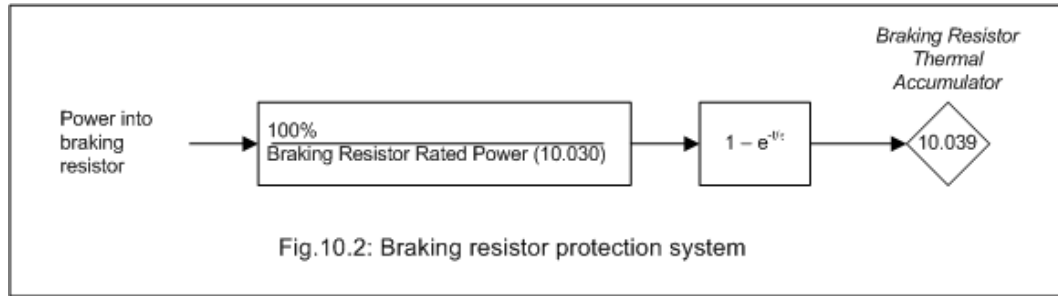 Braking Resistor
Thermal
Accumulator
Power into
braking
resistor
100%
Braking Resistor Rated Power (10.030)
1 – e^-t/τ
10.039
Fig.10.2: Braking resistor protection system